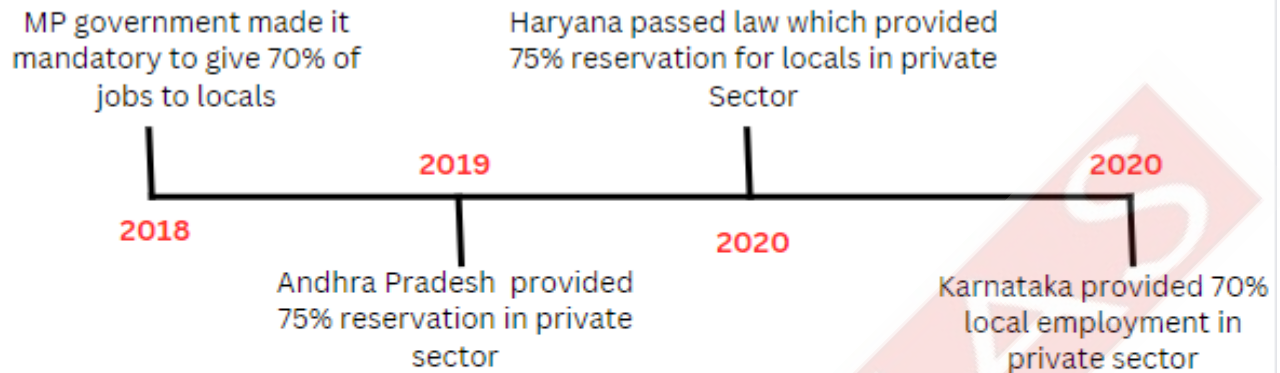 MP government made it
mandatory to give 70% of
jobs to locals
Haryana passed law which provided
75% reservation for locals in private
Sector
2019
2020
2018
2020
Andhra Pradesh provided
75% reservation in private
sector
Karnataka provided 70%
local employment in
private sector
AS